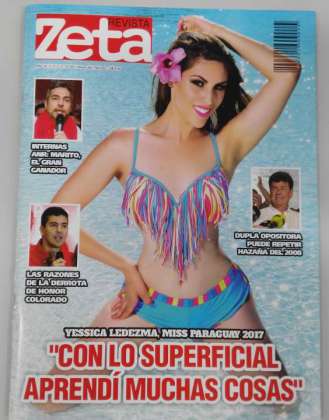 REVISTA
Zeta
INTERNAS
ANR: MARITO,
EL GRAN
GANADOR
LAS RAZONES
DE LA DERROTA
DE HONOR
COLORADO
DUPLA OPOSITORA
PUEDE REPETIR
HAZAÑA DEL 2008
YESSICA LEDEZMA, MISS PARAGUAY 2017
"CON LO SUPERFICIAL
APRENDÍ MUCHAS COSAS"